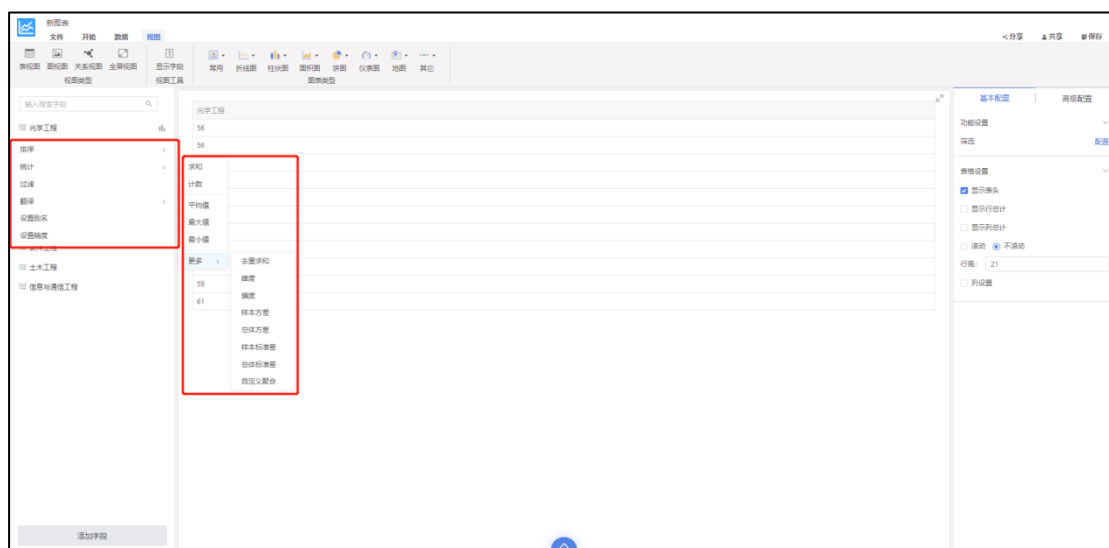 新图表
文件 开始 数据 视图
分享 共享 保存
表视图 图视图 关系视图 全屏视图 显示字段 常用 折线图 柱状图 面积图 饼图 仪表图 地图 其它
视图类型 视图工具 图表类型
输入搜索字段
光学工程
排序
统计
过滤
翻译
设置别名
设置精度
土木工程
信息与通信工程
添加字段
光学工程
56
56
求和
计数
平均值
最大值
最小值
更多
去重求和
峰度
偏度
样本方差
总体方差
样本标准差
总体标准差
自定义聚合
59
61
基本配置 高级配置
功能设置
筛选 配置
表格设置
显示表头
显示行总计
显示列总计
滚动 不滚动
行高: 21
列设置